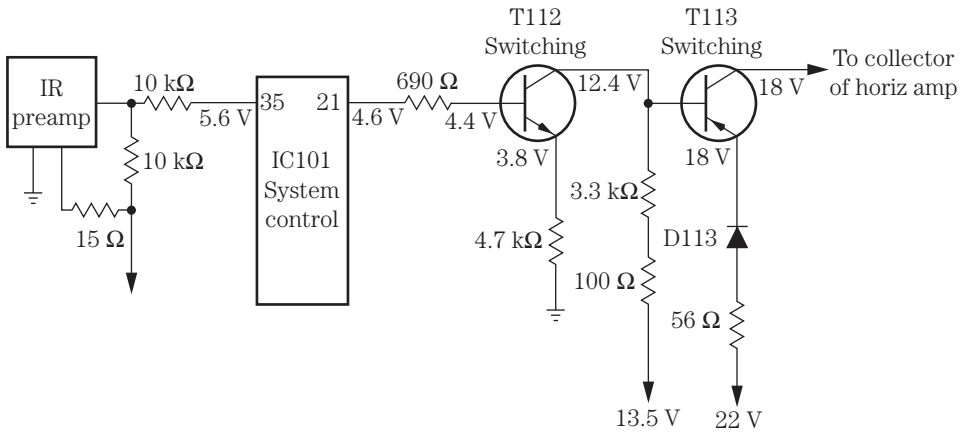 T112
Switching
T113
Switching
To collector
of horiz amp
IR
preamp
10 kΩ
5.6 V
35
21
4.6 V
690 Ω
4.4 V
12.4 V
18 V
10 kΩ
IC101
System
control
3.8 V
18 V
15 Ω
4.7 kΩ
3.3 kΩ
100 Ω
D113
56 Ω
13.5 V
22 V